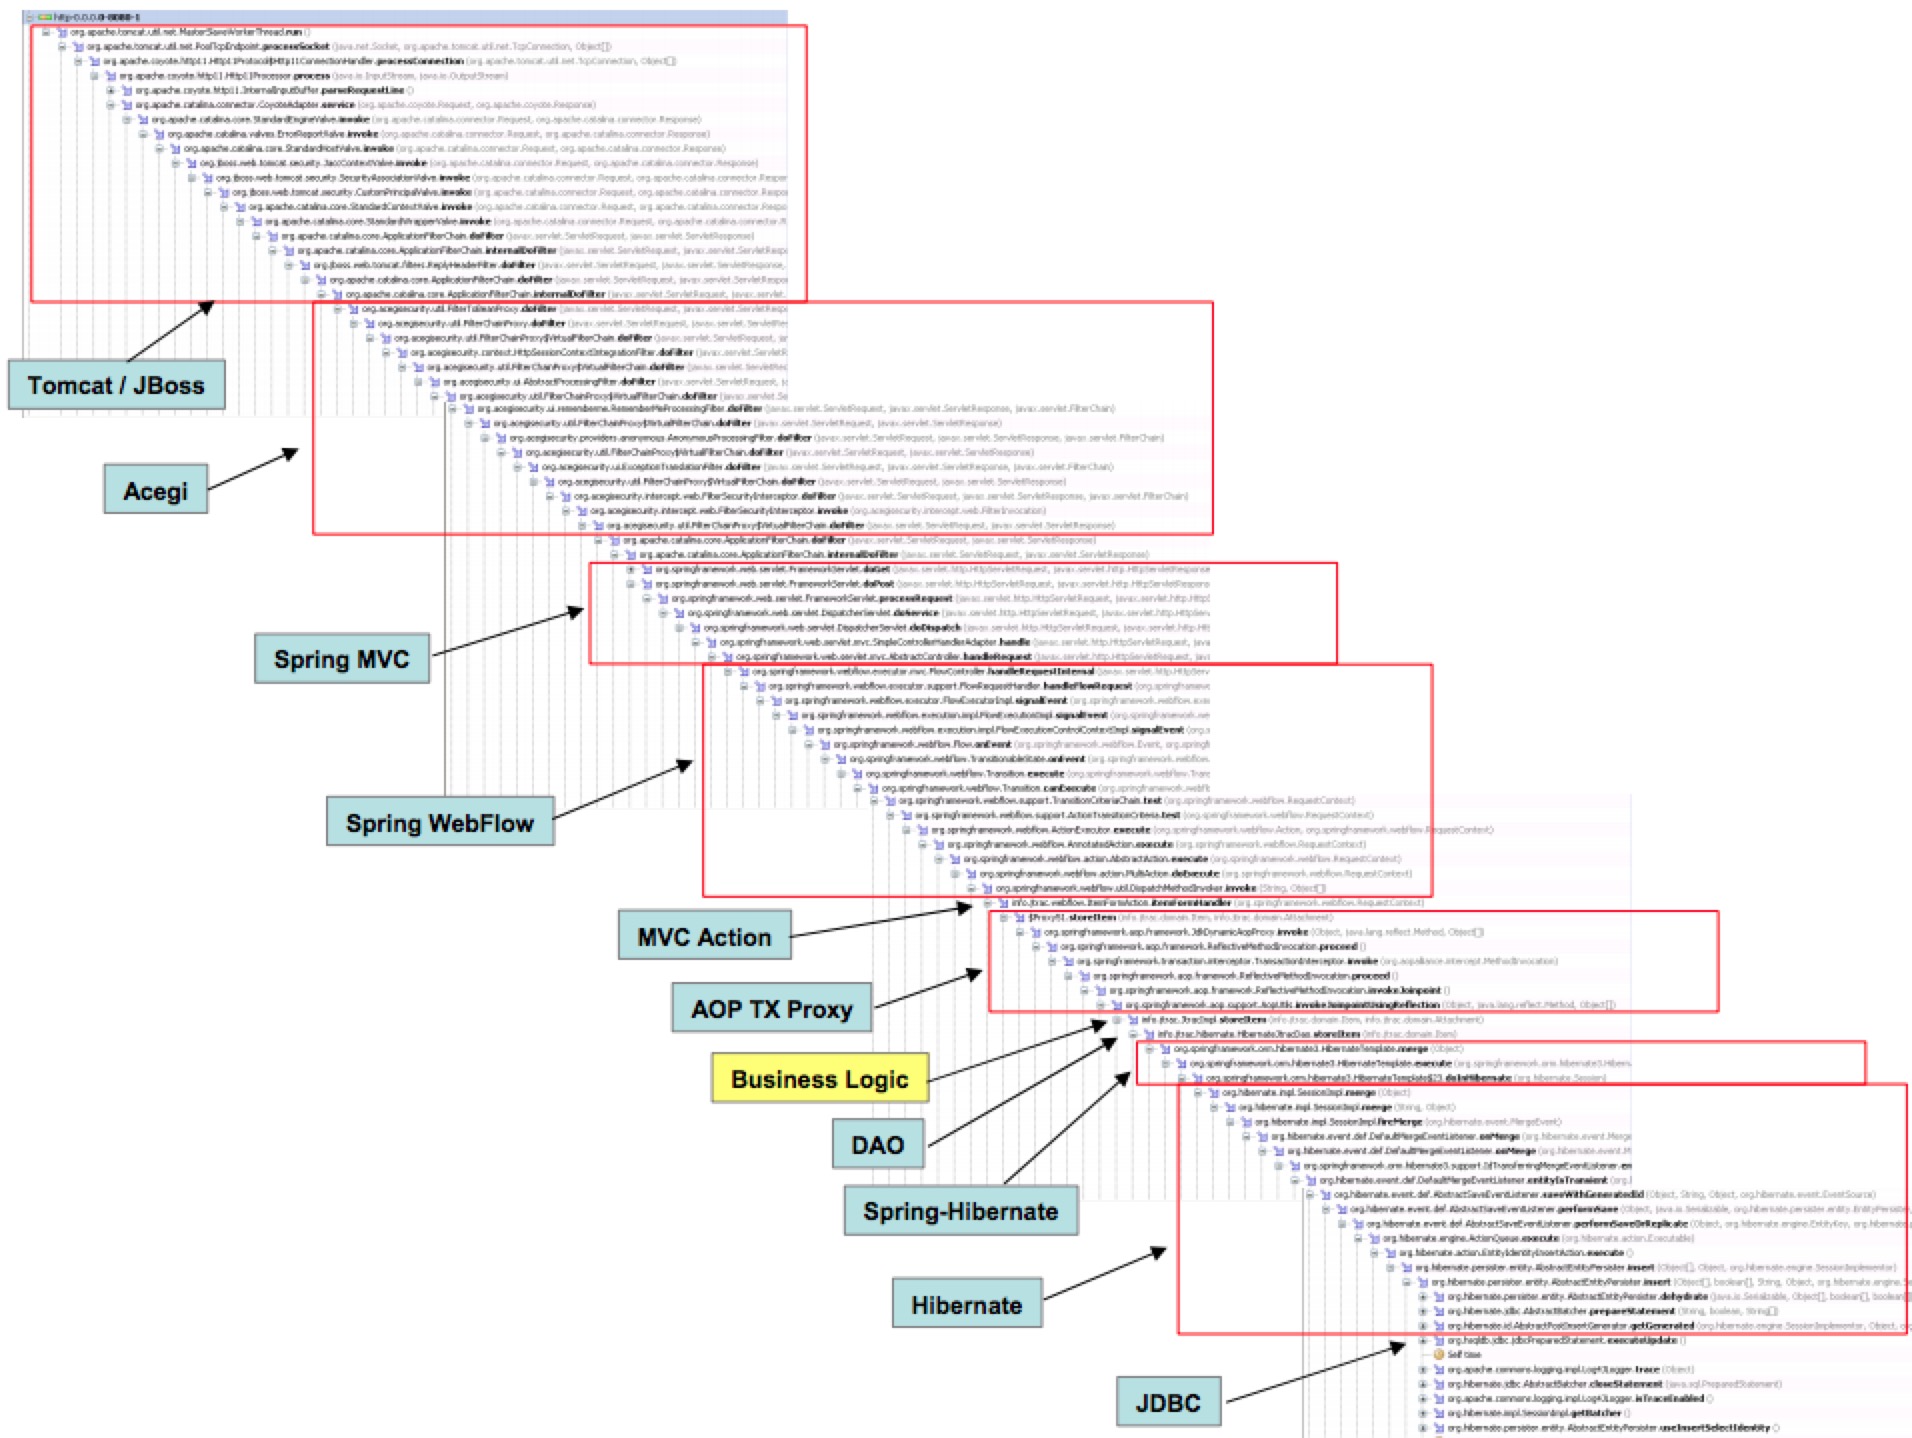 http-0.0.0.0-8080-1
org.apache.tomcat.util.net.MasterSlaveWorkerThread.run ()
org.apache.tomcat.util.net.PoolTcpEndpoint.processSocket (java.net.Socket, org.apache.tomcat.util.net.TcpConnection, Object[])
org.apache.coyote.http11.Http11Protocol$Http11ConnectionHandler.processConnection (org.apache.tomcat.util.net.TcpConnection, Object[])
org.apache.coyote.http11.Http11Processor.process (java.io.InputStream, java.io.OutputStream)
org.apache.coyote.http11.InternalInputBuffer.parseRequestLine ()
org.apache.catalina.connector.CoyoteAdapter.service (org.apache.coyote.Request, org.apache.coyote.Response)
org.apache.catalina.core.StandardEngineValve.invoke (org.apache.catalina.connector.Request, org.apache.catalina.connector.Response)
org.apache.catalina.valves.ErrorReportValve.invoke (org.apache.catalina.connector.Request, org.apache.catalina.connector.Response)
org.apache.catalina.core.StandardHostValve.invoke (org.apache.catalina.connector.Request, org.apache.catalina.connector.Response)
org.jboss.web.tomcat.security.JaccContextValve.invoke (org.apache.catalina.connector.Request, org.apache.catalina.connector.Response)
org.jboss.web.tomcat.security.SecurityAssociationValve.invoke (org.apache.catalina.connector.Request, org.apache.catalina.connector.Respon
org.jboss.web.tomcat.security.CustomPrincipalValve.invoke (org.apache.catalina.connector.Request, org.apache.catalina.connector.Respo
org.apache.catalina.core.StandardContextValve.invoke (org.apache.catalina.connector.Request, org.apache.catalina.connector.Respo
org.apache.catalina.core.StandardWrapperValve.invoke (org.apache.catalina.connector.Request, org.apache.catalina.connector.R
org.apache.catalina.core.ApplicationFilterChain.doFilter (javax.servlet.ServletRequest, javax.servlet.ServletResponse)
org.apache.catalina.core.ApplicationFilterChain.internalDoFilter (javax.servlet.ServletRequest, javax.servlet.ServletResp
org.jboss.web.tomcat.filters.ReplyHeaderFilter.doFilter (javax.servlet.ServletRequest, javax.servlet.ServletResponse,
org.apache.catalina.core.ApplicationFilterChain.doFilter (javax.servlet.ServletRequest, javax.servlet.ServletRespon
org.apache.catalina.core.ApplicationFilterChain.internalDoFilter (javax.servlet.ServletRequest, javax.servlet.
org.acegisecurity.util.FilterToBeanProxy.doFilter (javax.servlet.ServletRequest, javax.servlet.ServletRespon
org.acegisecurity.util.FilterChainProxy.doFilter (javax.servlet.ServletRequest, javax.servlet.ServletRes
org.acegisecurity.util.FilterChainProxy$VirtualFilterChain.doFilter (javax.servlet.ServletRequest, jav
org.acegisecurity.context.HttpSessionContextIntegrationFilter.doFilter (javax.servlet.ServletR
org.acegisecurity.util.FilterChainProxy$VirtualFilterChain.doFilter (javax.servlet.ServletRec
Tomcat / JBoss
org.acegisecurity.ui.AbstractProcessingFilter.doFilter (javax.servlet.ServletRequest, ja
org.acegisecurity.util.FilterChainProxy$VirtualFilterChain.doFilter (javax.servlet.Se
org.acegisecurity.ui.rememberme.RememberMeProcessingFilter.doFilter (javax.servlet.ServletRequest, javax.servlet.ServletResponse, javax.servlet.FilterChain)
org.acegisecurity.util.FilterChainProxy$VirtualFilterChain.doFilter (javax.servlet.ServletRequest, javax.servlet.ServletResponse)
org.acegisecurity.providers.anonymous.AnonymousProcessingFilter.doFilter (javax.servlet.ServletRequest, javax.servlet.ServletResponse, javax.servlet.FilterChain)
org.acegisecurity.util.FilterChainProxy$VirtualFilterChain.doFilter (javax.servlet.ServletRequest, javax.servlet.ServletResponse)
org.acegisecurity.ui.ExceptionTranslationFilter.doFilter (javax.servlet.ServletRequest, javax.servlet.ServletResponse, javax.servlet.FilterChain)
org.acegisecurity.util.FilterChainProxy$VirtualFilterChain.doFilter (javax.servlet.ServletRequest, javax.servlet.ServletResponse)
Acegi
org.acegisecurity.intercept.web.FilterSecurityInterceptor.doFilter (javax.servlet.ServletRequest, javax.servlet.ServletResponse, javax.servlet.FilterChain)
org.acegisecurity.intercept.web.FilterSecurityInterceptor.invoke (org.acegisecurity.intercept.web.FilterInvocation)
org.acegisecurity.util.FilterChainProxy$VirtualFilterChain.doFilter (javax.servlet.ServletRequest, javax.servlet.ServletResponse)
org.apache.catalina.core.ApplicationFilterChain.doFilter (javax.servlet.ServletRequest, javax.servlet.ServletResponse)
org.apache.catalina.core.ApplicationFilterChain.internalDoFilter (javax.servlet.ServletRequest, javax.servlet.ServletResponse)
org.springframework.web.servlet.FrameworkServlet.doGet (javax.servlet.http.HttpServletRequest, javax.servlet.http.HttpServletResponse
org.springframework.web.servlet.FrameworkServlet.doPost (javax.servlet.http.HttpServletRequest, javax.servlet.http.HttpServletRespons
org.springframework.web.servlet.FrameworkServlet.processRequest (javax.servlet.http.HttpServletRequest, javax.servlet.http.HttpS
org.springframework.web.servlet.DispatcherServlet.doService (javax.servlet.http.HttpServletRequest, javax.servlet.http.HttpServ
org.springframework.web.servlet.DispatcherServlet.doDispatch (javax.servlet.http.HttpServletRequest, javax.servlet.http.Htt
org.springframework.web.servlet.mvc.SimpleControllerHandlerAdapter.handle (javax.servlet.http.HttpServletRequest, java
org.springframework.web.servlet.mvc.AbstractController.handleRequest (javax.servlet.http.HttpServletRequest, jav
Spring MVC
org.springframework.webflow.executor.mvc.FlowController.handleRequestInternal (javax.servlet.http.HttpServ
org.springframework.webflow.executor.support.FlowRequestHandler.handleFlowRequest (org.springframew
org.springframework.webflow.executor.FlowExecutorImpl.signalEvent (org.springframework.webflow.exe
org.springframework.webflow.execution.impl.FlowExecutionImpl.signalEvent (org.springframework.we
org.springframework.webflow.execution.impl.FlowExecutionControlContextImpl.signalEvent (org.s
org.springframework.webflow.Flow.onEvent (org.springframework.webflow.Event, org.springf
org.springframework.webflow.TransitionableState.onEvent (org.springframework.webflow.
org.springframework.webflow.Transition.execute (org.springframework.webflow.Trans
org.springframework.webflow.Transition.canExecute (org.springframework.webfl
org.springframework.webflow.support.TransitionCriteriaChain.test (org.springframework.webflow.RequestContext)
org.springframework.webflow.support.ActionTransitionCriteria.test (org.springframework.webflow.RequestContext)
Spring WebFlow
org.springframework.webflow.ActionExecutor.execute (org.springframework.webflow.Action, org.springframework.webflow.RequestContext)
org.springframework.webflow.AnnotatedAction.execute (org.springframework.webflow.RequestContext)
org.springframework.webflow.action.AbstractAction.execute (org.springframework.webflow.RequestContext)
org.springframework.webflow.action.MultiAction.doExecute (org.springframework.webflow.RequestContext)
org.springframework.webflow.util.DispatchMethodInvoker.invoke (String, Object[])
info.jtrac.webflow.ItemFormAction.itemFormHandler (org.springframework.webflow.RequestContext)
$Proxy51.storeItem (info.jtrac.domain.Item, info.jtrac.domain.Attachment)
MVC Action
org.springframework.aop.framework.JdkDynamicAopProxy.invoke (Object, java.lang.reflect.Method, Object[])
org.springframework.aop.framework.ReflectiveMethodInvocation.proceed ()
org.springframework.transaction.interceptor.TransactionInterceptor.invoke (org.aopalliance.intercept.MethodInvocation)
org.springframework.aop.framework.ReflectiveMethodInvocation.proceed ()
org.springframework.aop.framework.ReflectiveMethodInvocation.invokeJoinpoint ()
org.springframework.aop.support.AopUtils.invokeJoinpointUsingReflection (Object, java.lang.reflect.Method, Object[])
AOP TX Proxy
info.jtrac.JtracImpl.storeItem (info.jtrac.domain.Item, info.jtrac.domain.Attachment)
info.jtrac.hibernate.HibernateJtracDao.storeItem (info.jtrac.domain.Item)
org.springframework.orm.hibernate3.HibernateTemplate.merge (Object)
org.springframework.orm.hibernate3.HibernateTemplate.execute (org.springframework.orm.hibernate3.Hibern
org.springframework.orm.hibernate3.HibernateTemplate$23.doInHibernate (org.hibernate.Session)
Business Logic
org.hibernate.impl.SessionImpl.merge (Object)
org.hibernate.impl.SessionImpl.merge (String, Object)
org.hibernate.impl.SessionImpl.fireMerge (org.hibernate.event.MergeEvent)
org.hibernate.event.def.DefaultMergeEventListener.onMerge (org.hibernate.event.Merge
DAO
org.hibernate.event.def.DefaultMergeEventListener.onMerge (org.hibernate.event.M
org.springframework.orm.hibernate3.support.IdTransferringMergeEventListener.en
org.hibernate.event.def.DefaultMergeEventListener.entityIsTransient (org.l
org.hibernate.event.def.AbstractSaveEventListener.saveWithGeneratedId (Object, String, Object, org.hibernate.event.EventSource)
org.hibernate.event.def.AbstractSaveEventListener.performSave (Object, java.io.Serializable, org.hibernate.persister.entity.EntityPersister,
Spring-Hibernate
org.hibernate.event.def.AbstractSaveEventListener.performSaveOrReplicate (Object, org.hibernate.engine.EntityKey, org.hibernate.
org.hibernate.engine.ActionQueue.execute (org.hibernate.action.Executable)
org.hibernate.action.EntityIdentityInsertAction.execute ()
org.hibernate.persister.entity.AbstractEntityPersister.insert (Object[], Object, org.hibernate.engine.SessionImplementor)
org.hibernate.persister.entity.AbstractEntityPersister.insert (Object[], boolean[], String, Object, org.hibernate.engine.Se
org.hibernate.persister.entity.AbstractEntityPersister.dehydrate (java.io.Serializable, Object[], boolean[], boolean[]
Hibernate
org.hibernate.jdbc.AbstractBatcher.prepareStatement (String, boolean, String[])
org.hibernate.id.AbstractPostInsertGenerator.getGenerated (org.hibernate.engine.SessionImplementor, Object, or
org.hsqldb.jdbc.jdbcPreparedStatement.executeUpdate ()
Self time
org.apache.commons.logging.impl.Log4JLogger.trace (Object)
org.hibernate.jdbc.AbstractBatcher.closeStatement (java.sql.PreparedStatement)
JDBC
org.apache.commons.logging.impl.Log4JLogger.isTraceEnabled ()
org.hibernate.impl.SessionImpl.getBatcher ()
org.hibernate.persister.entity.AbstractEntityPersister.useInsertSelectIdentity ()